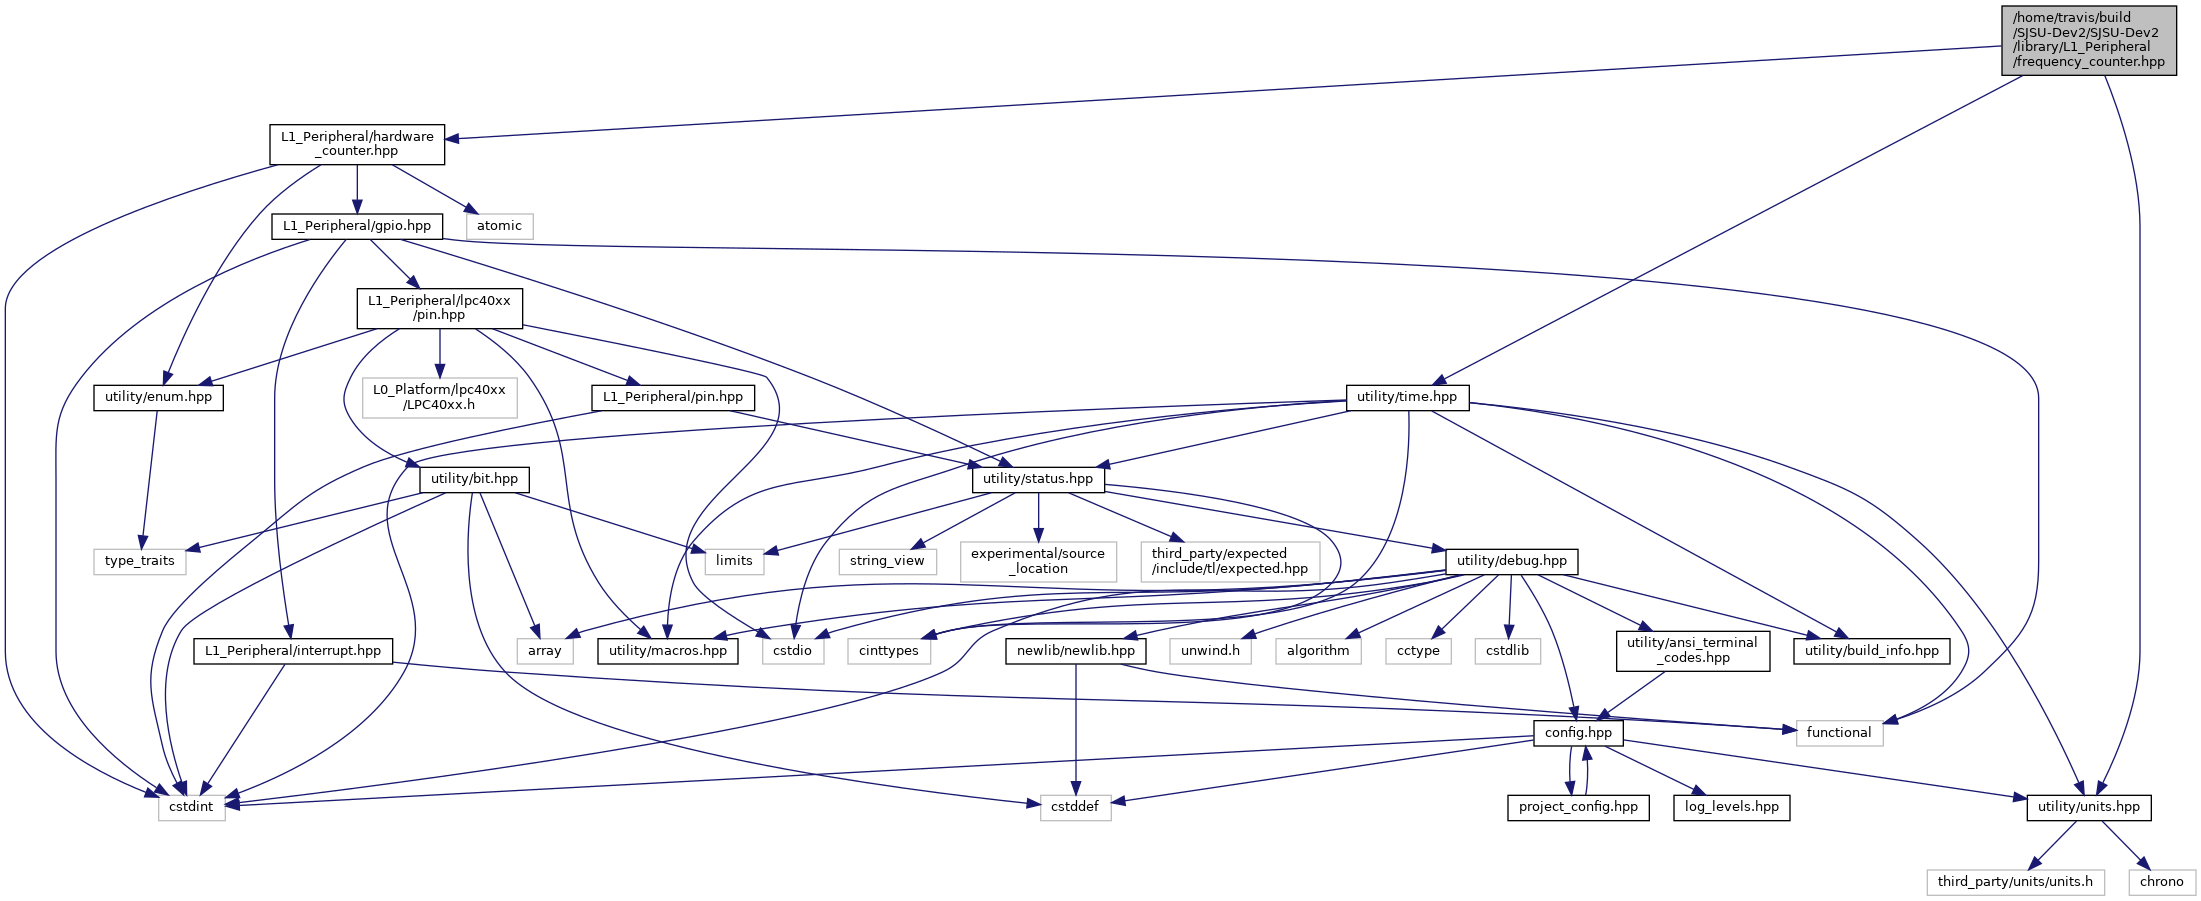 /home/travis/build
/SJSU-Dev2/SJSU-Dev2
/library/L1_Peripheral
/frequency_counter.hpp
L1_Peripheral/hardware
_counter.hpp
L1_Peripheral/gpio.hpp
atomic
L1_Peripheral/lpc40xx
/pin.hpp
utility/enum.hpp
L0_Platform/lpc40xx
/LPC40xx.h
L1_Peripheral/pin.hpp
utility/time.hpp
utility/bit.hpp
utility/status.hpp
type_traits
limits
string_view
experimental/source
_location
third_party/expected
/include/tl/expected.hpp
utility/debug.hpp
L1_Peripheral/interrupt.hpp
array
utility/macros.hpp
cstdio
cinttypes
newlib/newlib.hpp
unwind.h
algorithm
cctype
cstdlib
utility/ansi_terminal
_codes.hpp
utility/build_info.hpp
config.hpp
functional
cstdint
cstddef
project_config.hpp
log_levels.hpp
utility/units.hpp
third_party/units/units.h
chrono